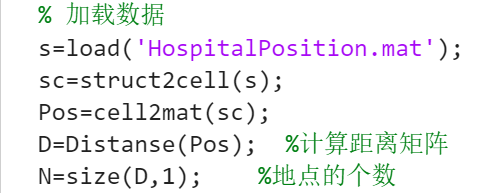 % 加载数据
s=load('HospitalPosition.mat');
sc=struct2cell(s);
Pos=cell2mat(sc);
D=Distanse(Pos);  %计算距离矩阵
N=size(D,1);    %地点的个数